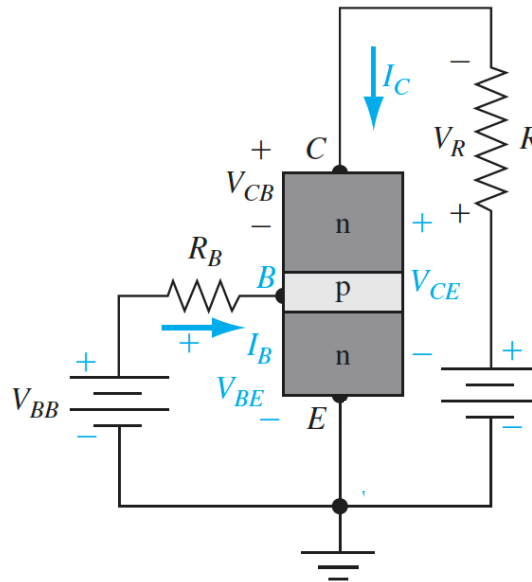 I_C
−
C
+
V_R
R
V_CB
+
−
n
+
R_B
B
p
V_CE
+
I_B
n
−
+
V_BB
V_BE
+
−
−
E
−